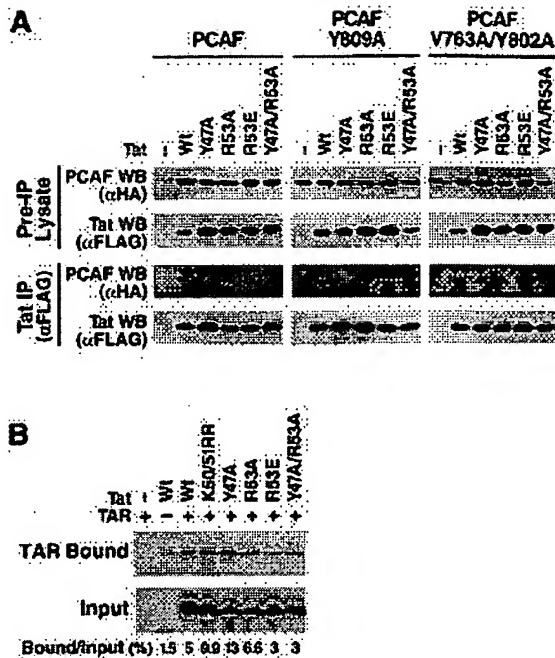 A
PCAF
PCAF
Y809A
PCAF
V763A/Y802A
Tat
– Wt Y47A R53A R53E Y47A/R53A
– Wt Y47A R53A R53E Y47A/R53A
– Wt Y47A R53A R53E Y47A/R53A
Pre-IP
Lysate
PCAF WB
(αHA)
Tat WB
(αFLAG)
Tat IP
(αFLAG)
PCAF WB
(αHA)
Tat WB
(αFLAG)
B
Tat – Wt Wt K50/51RR Y47A R53A R53E Y47A/R53A
TAR + – + + + + + +
TAR Bound
Input
Bound/Input (%) 1.5 5 9.9 13 6.6 3 3